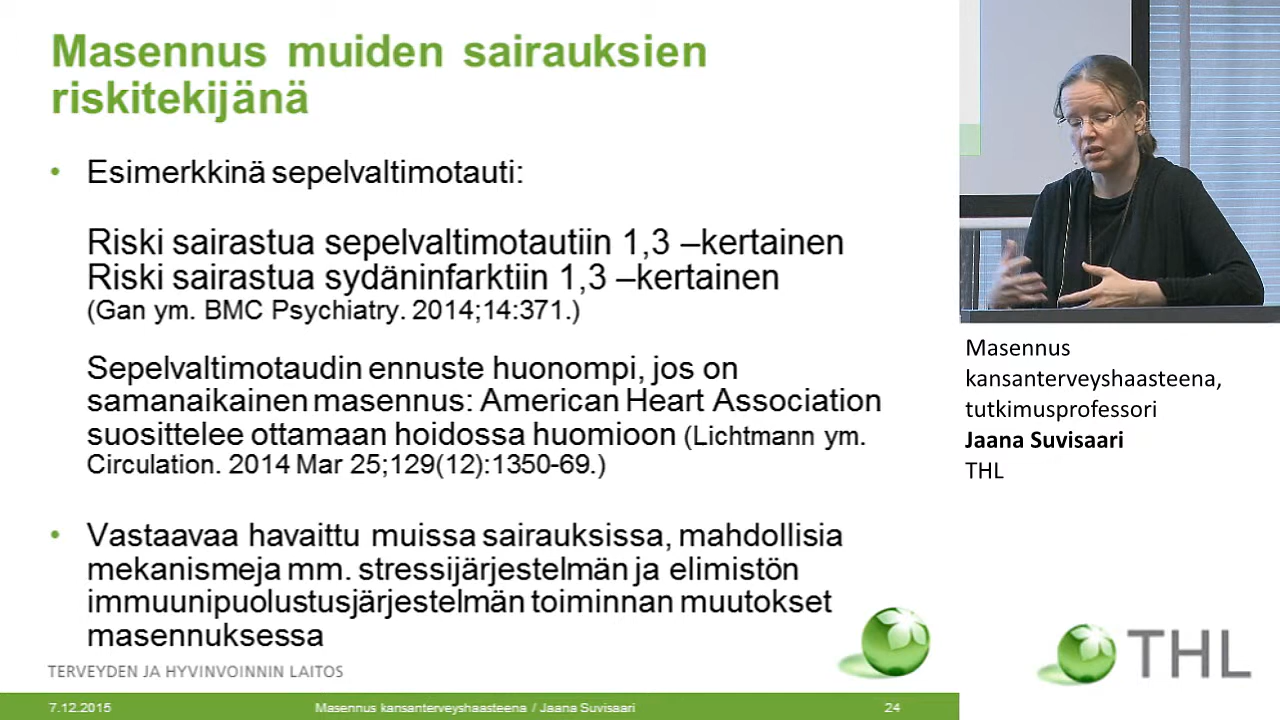 Masennus muiden sairauksien
riskitekijänä
• Esimerkkinä sepelvaltimotauti:
Riski sairastua sepelvaltimotautiin 1,3 –kertainen
Riski sairastua sydäninfarktiin 1,3 –kertainen
(Gan ym. BMC Psychiatry. 2014;14:371.)
Sepelvaltimotaudin ennuste huonompi, jos on
samanaikainen masennus: American Heart Association
suosittelee ottamaan hoidossa huomioon (Lichtmann ym.
Circulation. 2014 Mar 25;129(12):1350-69.)
• Vastaavaa havaittu muissa sairauksissa, mahdollisia
mekanismeja mm. stressijärjestelmän ja elimistön
immuunipuolustusjärjestelmän toiminnan muutokset
masennuksessa
TERVEYDEN JA HYVINVOINNIN LAITOS
7.12.2015
Masennus kansanterveyshaasteena / Jaana Suvisaari
24
Masennus
kansanterveyshaasteena,
tutkimusprofessori
Jaana Suvisaari
THL
THL